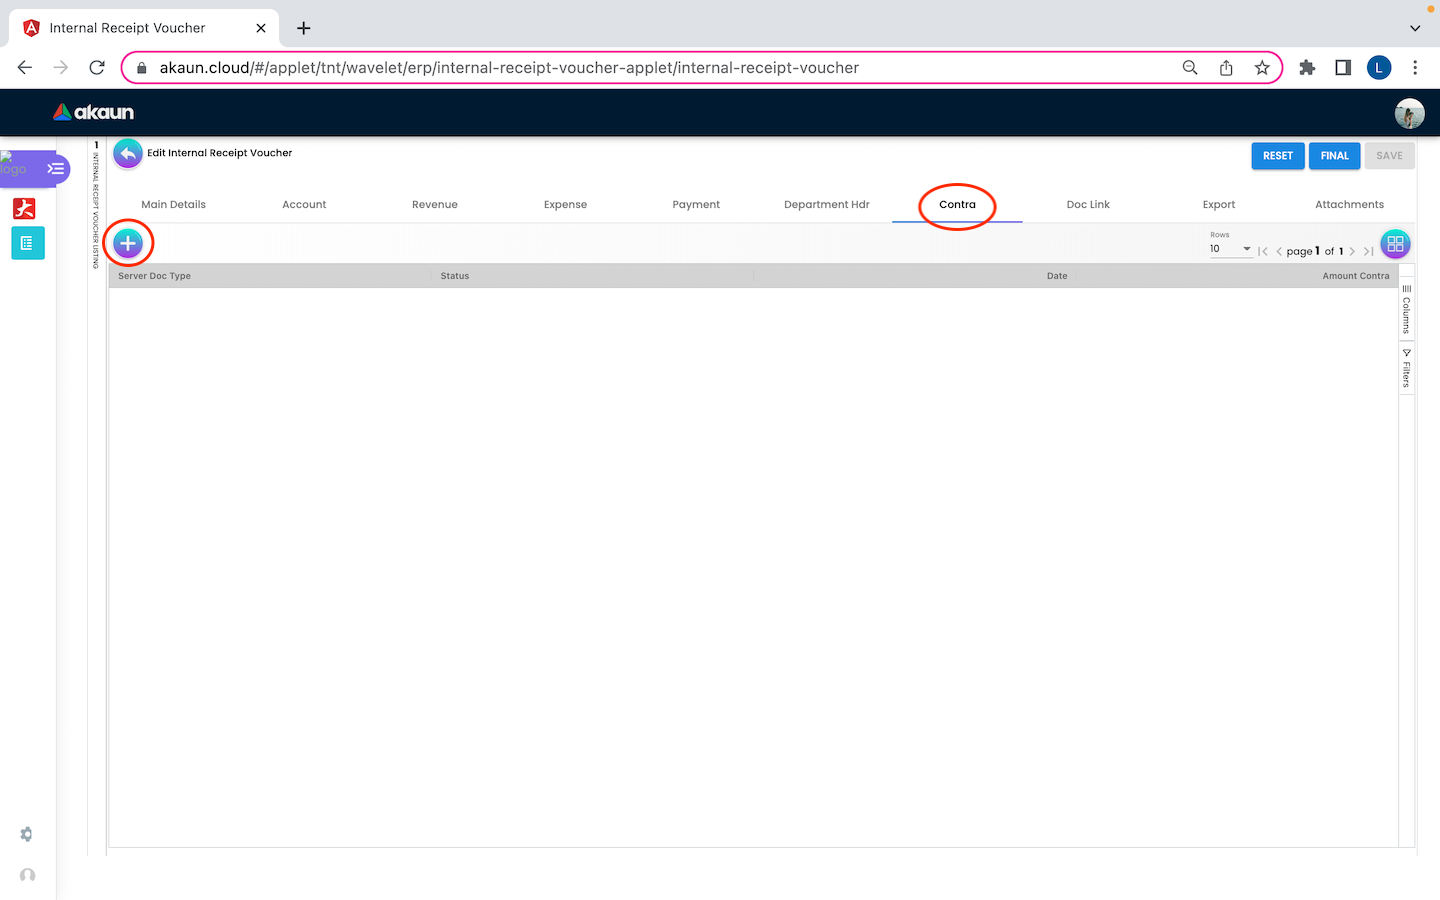 Internal Receipt Voucher
akaun.cloud/#/applet/tnt/wavelet/erp/internal-receipt-voucher-applet/internal-receipt-voucher
L
akaun
logo
1
INTERNAL RECEIPT VOUCHER LISTING
Edit Internal Receipt Voucher
RESET FINAL SAVE
Main Details Account Revenue Expense Payment Department Hdr Contra Doc Link Export Attachments
Rows
10
page 1 of 1
Server Doc Type Status Date Amount Contra
Columns
Filters